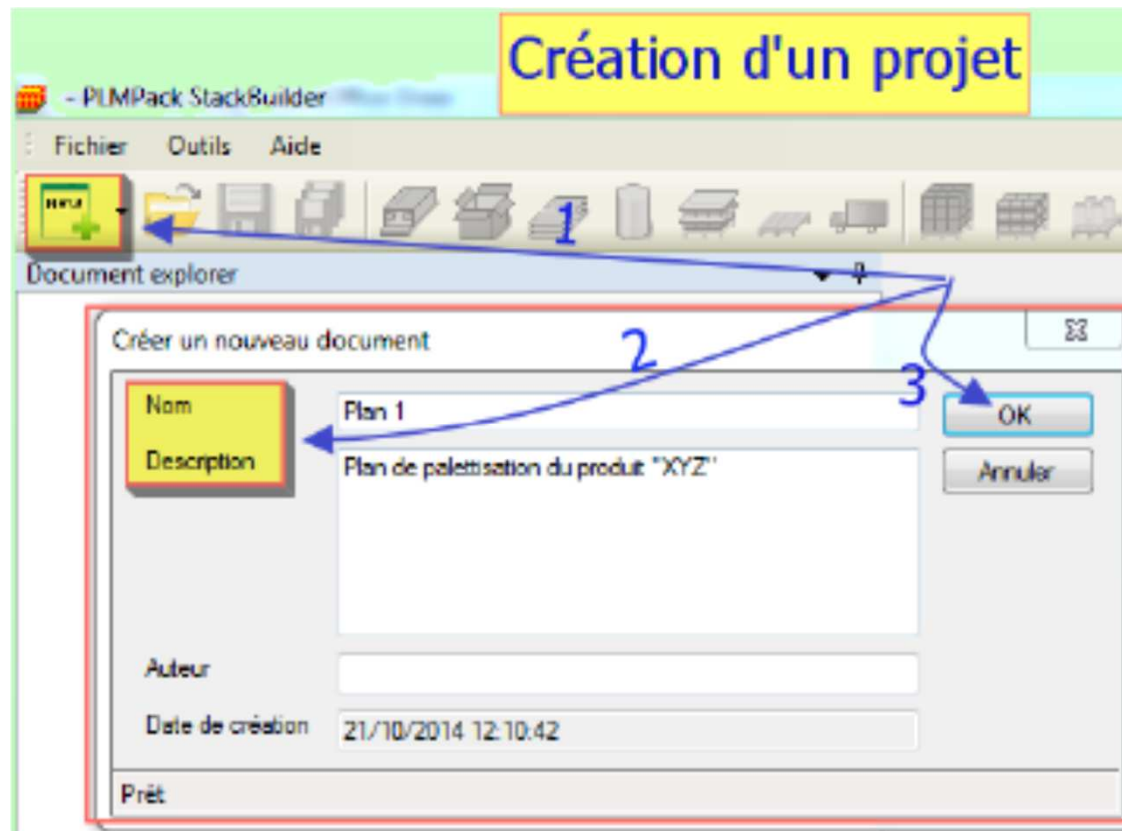 Création d'un projet
- PLMPack StackBuilder
Fichier Outils Aide
1
Document explorer
Créer un nouveau document
2
3
Nom
Plan 1
OK
Description
Plan de palettisation du produit "XYZ"
Annuler
Auteur
Date de création
21/10/2014 12:10:42
Prêt